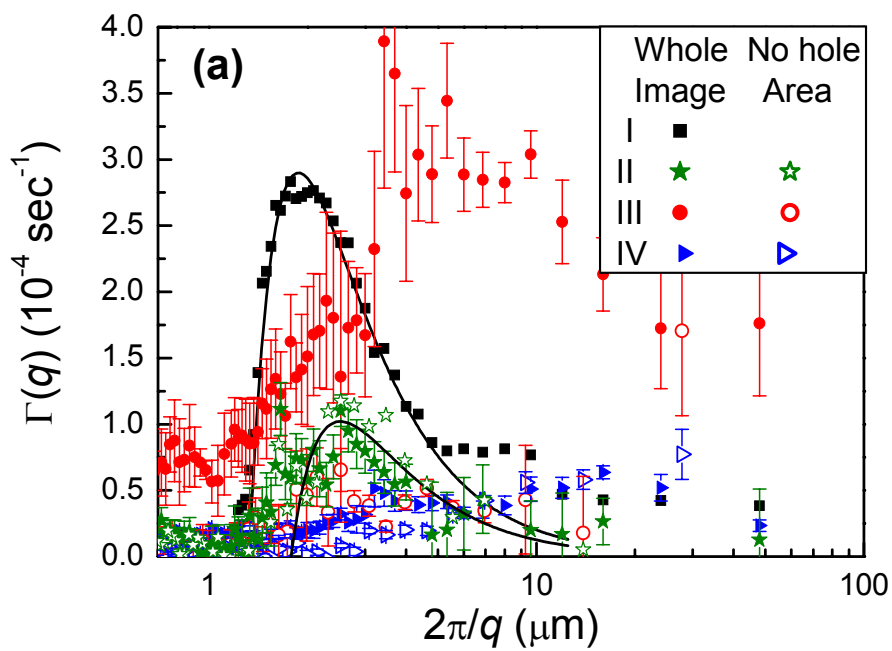 (a)
Whole No hole
Image Area
I
II
III
IV
4.0
3.5
3.0
2.5
2.0
1.5
1.0
0.5
0.0
Γ(q) (10⁻⁴ sec⁻¹)
1 10 100
2π/q (μm)